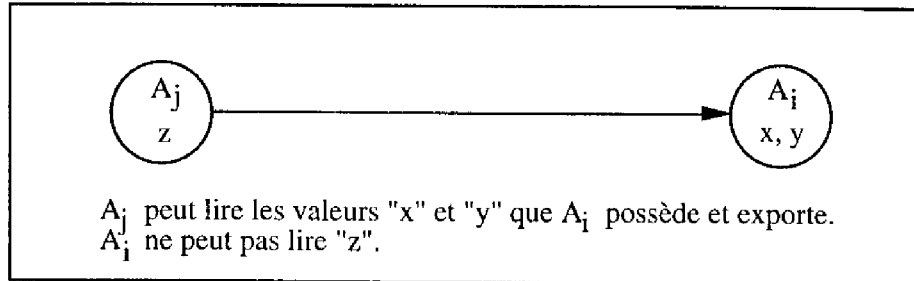 Aj
z
Ai
x, y
Aj peut lire les valeurs "x" et "y" que Ai possède et exporte.
Ai ne peut pas lire "z".